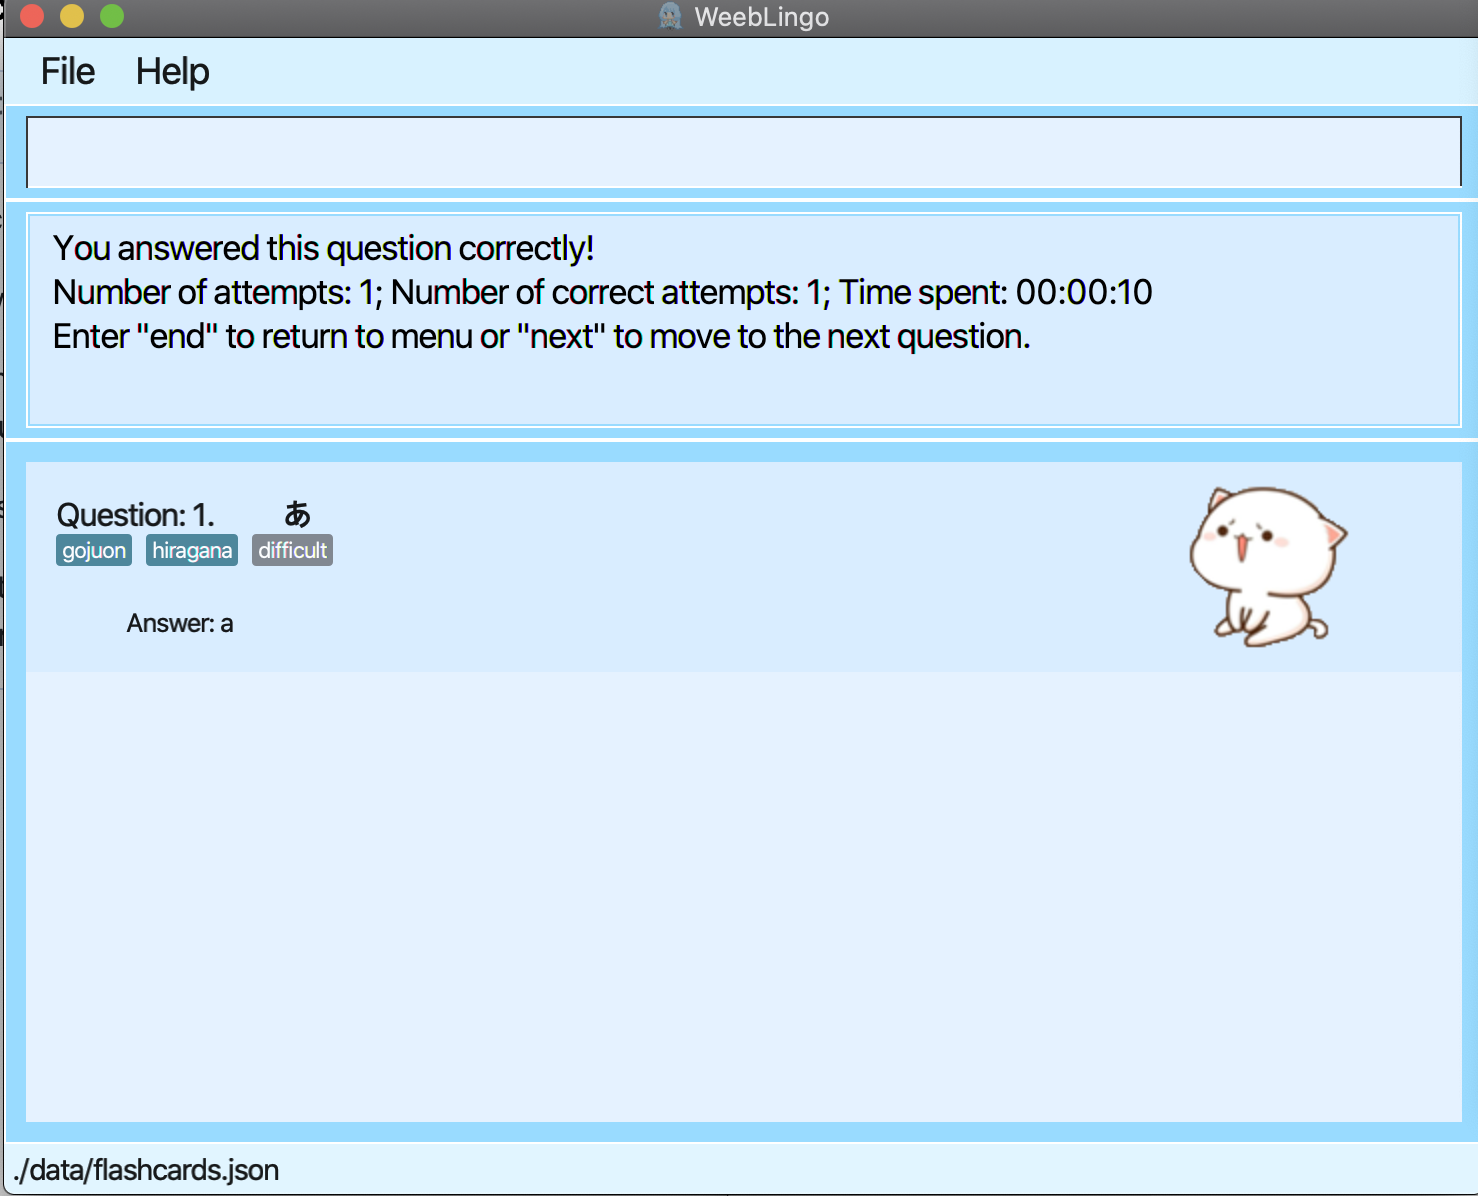 WeebLingo
File Help
You answered this question correctly!
Number of attempts: 1; Number of correct attempts: 1; Time spent: 00:00:10
Enter "end" to return to menu or "next" to move to the next question.
Question: 1. あ
gojuon hiragana difficult
Answer: a
./data/flashcards.json